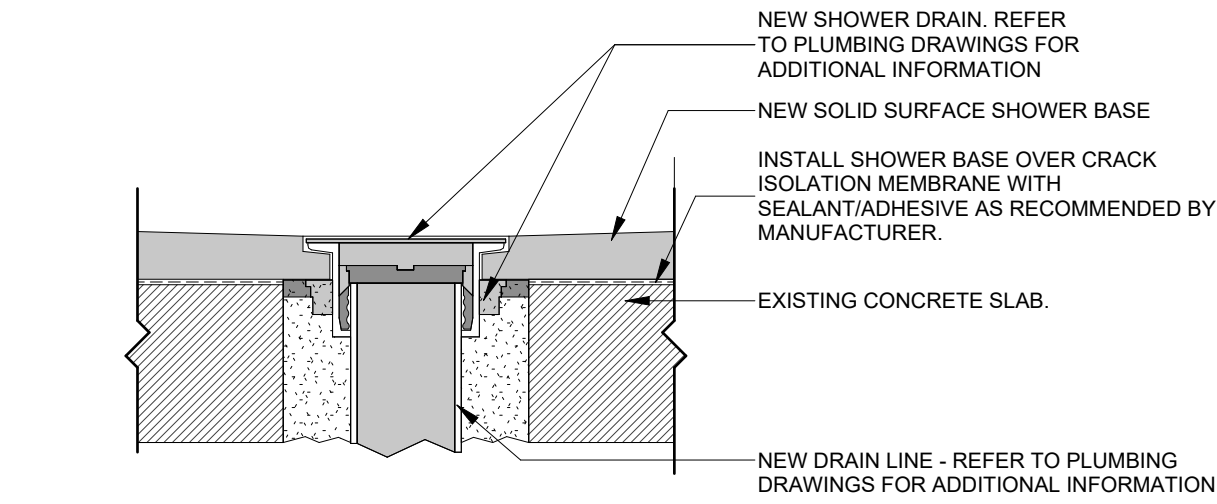 NEW SHOWER DRAIN. REFER
TO PLUMBING DRAWINGS FOR
ADDITIONAL INFORMATION
NEW SOLID SURFACE SHOWER BASE
INSTALL SHOWER BASE OVER CRACK
ISOLATION MEMBRANE WITH
SEALANT/ADHESIVE AS RECOMMENDED BY
MANUFACTURER.
EXISTING CONCRETE SLAB.
NEW DRAIN LINE - REFER TO PLUMBING
DRAWINGS FOR ADDITIONAL INFORMATION